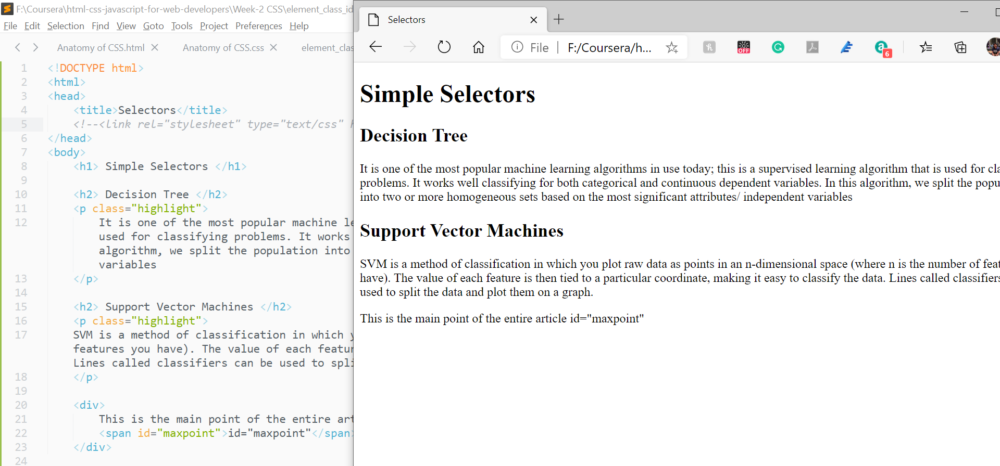 F:\Coursera\html-css-javascript-for-web-developers\Week-2 CSS\element_class_id
File Edit Selection Find View Goto Tools Project Preferences Help
Anatomy of CSS.html Anatomy of CSS.css element_clas
1 <!DOCTYPE html>
2 <html>
3 <head>
4 <title>Selectors</title>
5 <!--<link rel="stylesheet" type="text/css" h
6 </head>
7 <body>
8 <h1> Simple Selectors </h1>
9
10 <h2> Decision Tree </h2>
11 <p class="highlight">
12 It is one of the most popular machine le
used for classifying problems. It works
algorithm, we split the population into
variables
13 </p>
14
15 <h2> Support Vector Machines </h2>
16 <p class="highlight">
17 SVM is a method of classification in which y
features you have). The value of each featur
Lines called classifiers can be used to spli
18 </p>
19
20 <div>
21 This is the main point of the entire art
22 <span id="maxpoint">id="maxpoint"</span>
23 </div>
24
Selectors
File | F:/Coursera/h...
OFF
6
Simple Selectors
Decision Tree
It is one of the most popular machine learning algorithms in use today; this is a supervised learning algorithm that is used for cla
problems. It works well classifying for both categorical and continuous dependent variables. In this algorithm, we split the popu
into two or more homogeneous sets based on the most significant attributes/ independent variables
Support Vector Machines
SVM is a method of classification in which you plot raw data as points in an n-dimensional space (where n is the number of feat
have). The value of each feature is then tied to a particular coordinate, making it easy to classify the data. Lines called classifiers
used to split the data and plot them on a graph.
This is the main point of the entire article id="maxpoint"